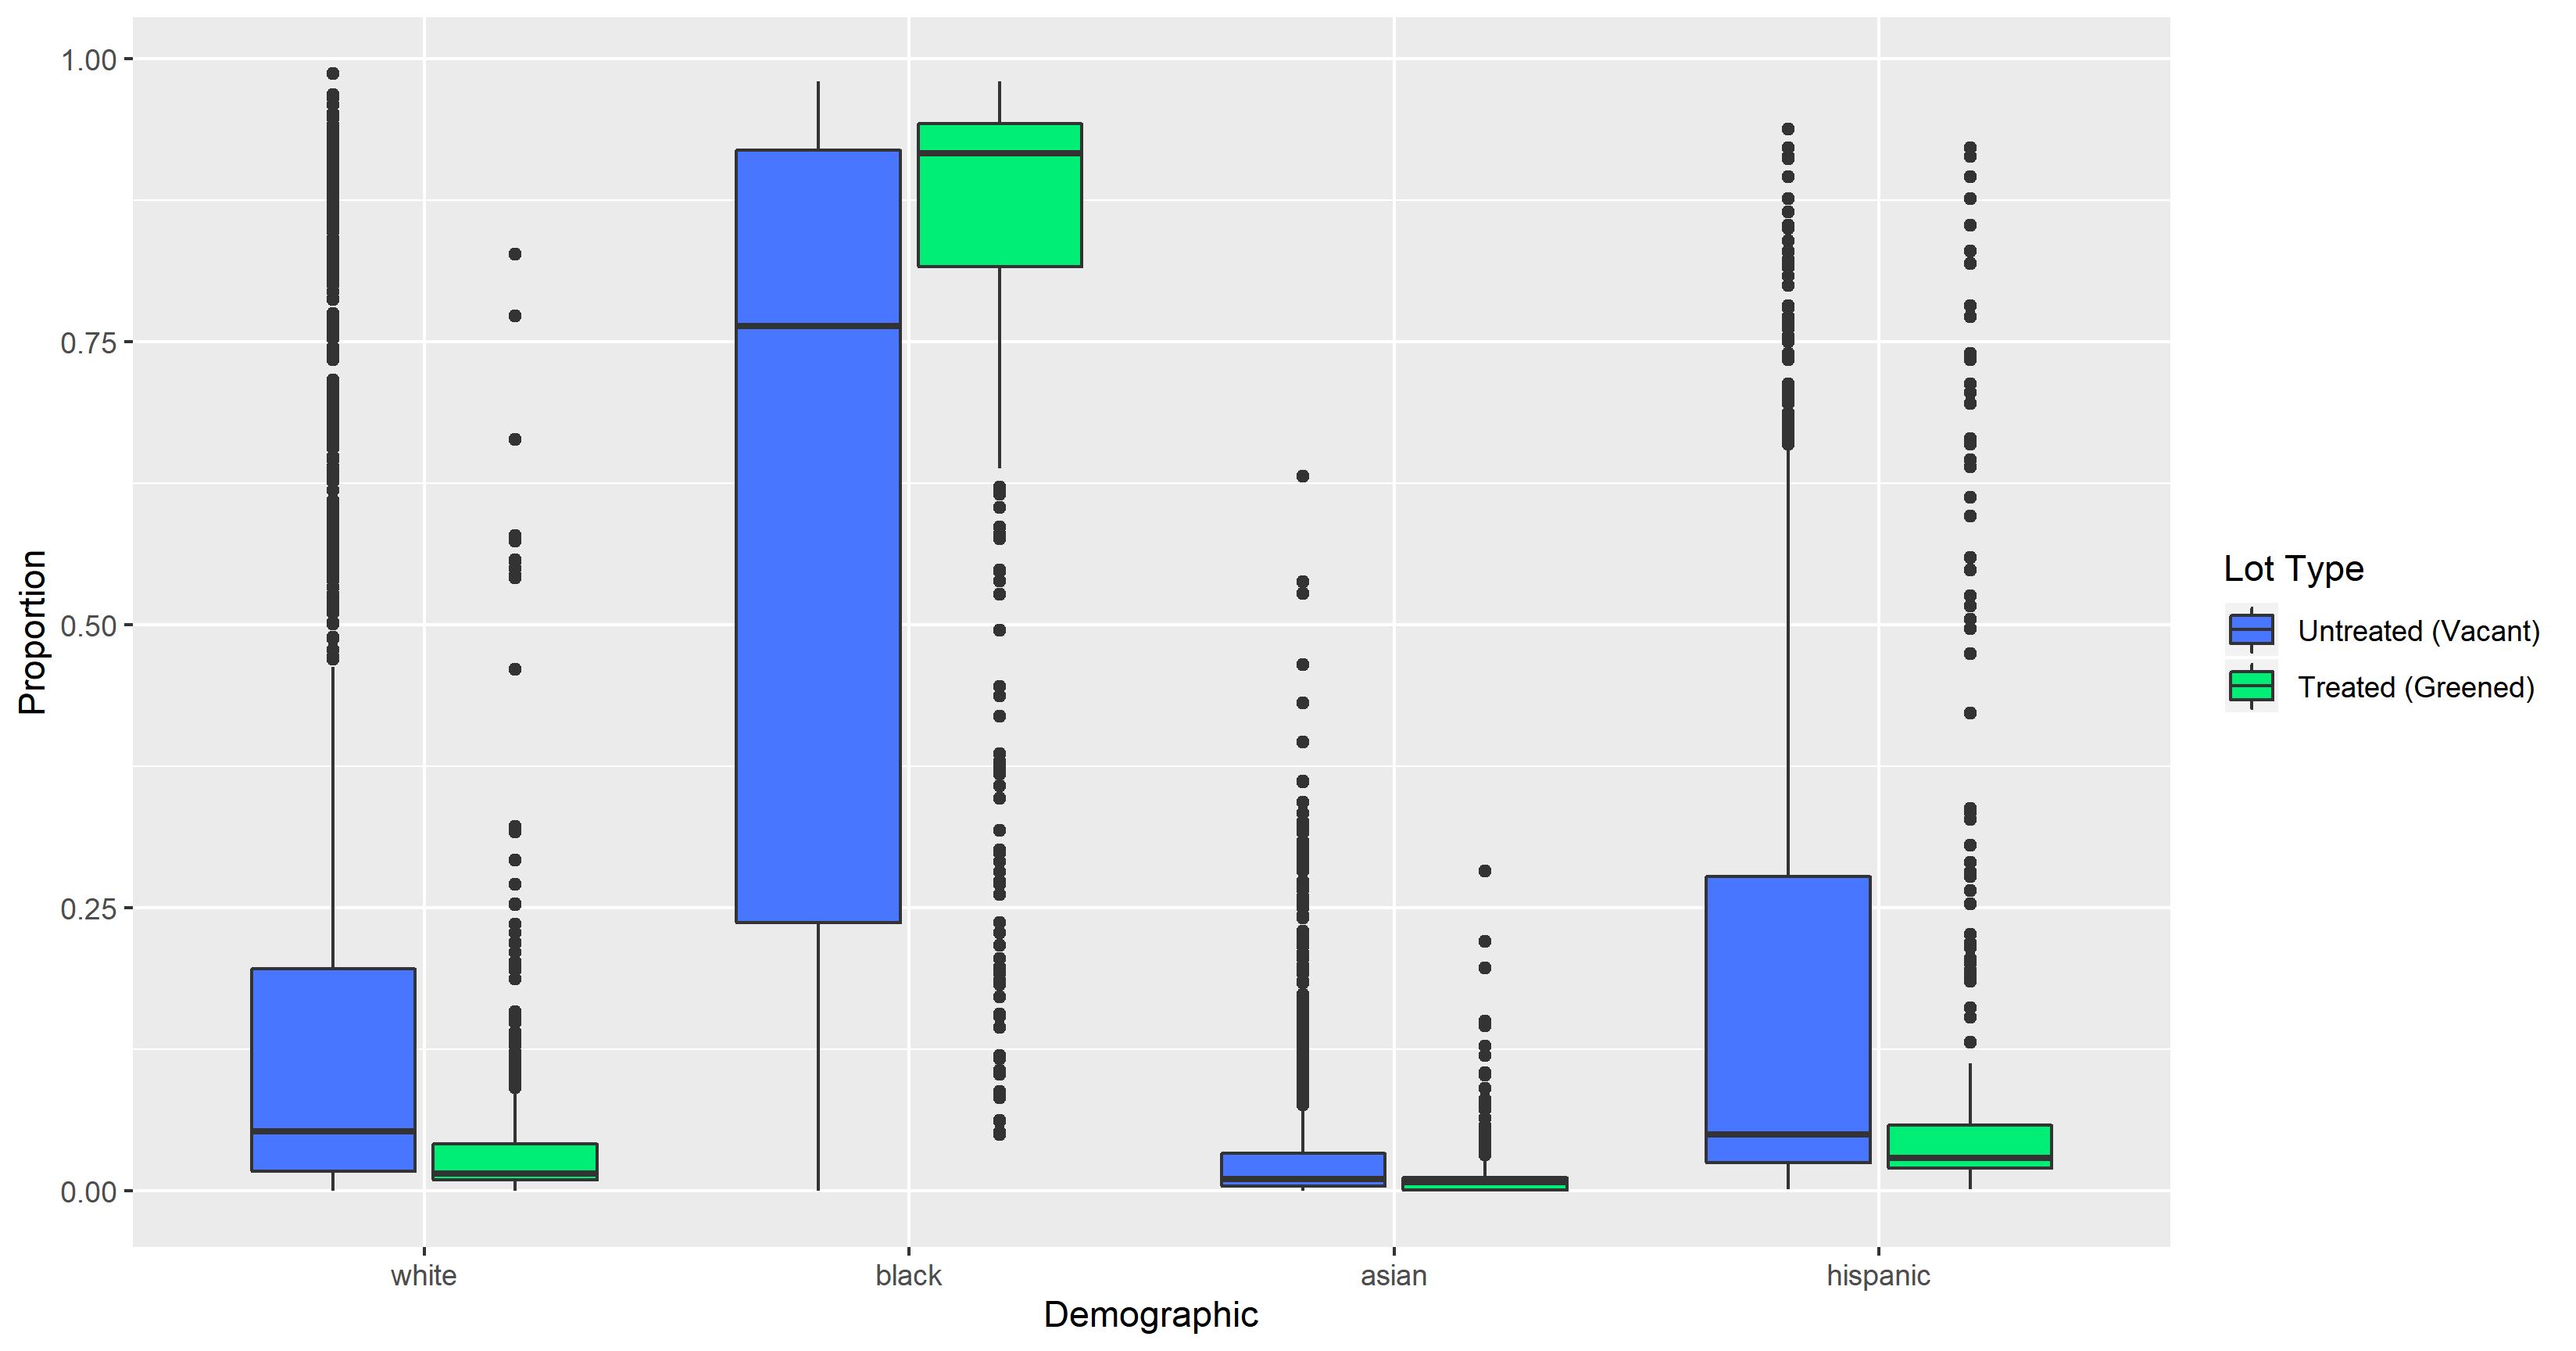 1.00
0.75
0.50
0.25
0.00
Proportion
white
black
asian
hispanic
Demographic
Lot Type
Untreated (Vacant)
Treated (Greened)